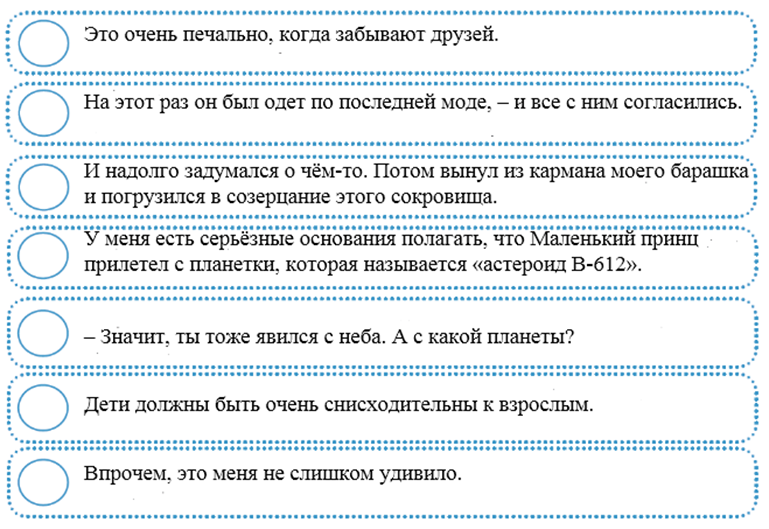 Это очень печально, когда забывают друзей.
На этот раз он был одет по последней моде, – и все с ним согласились.
И надолго задумался о чём-то. Потом вынул из кармана моего барашка
и погрузился в созерцание этого сокровища.
У меня есть серьёзные основания полагать, что Маленький принц
прилетел с планетки, которая называется «астероид В-612».
– Значит, ты тоже явился с неба. А с какой планеты?
Дети должны быть очень снисходительны к взрослым.
Впрочем, это меня не слишком удивило.